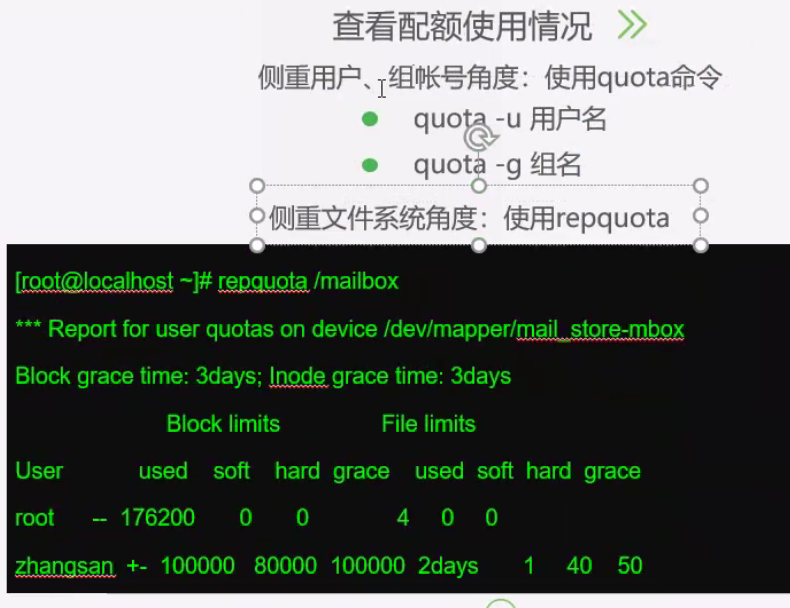 查看配额使用情况
侧重用户、组帐号角度：使用quota命令
quota -u 用户名
quota -g 组名
侧重文件系统角度：使用repquota
[root@localhost ~]# repquota /mailbox
*** Report for user quotas on device /dev/mapper/mail_store-mbox
Block grace time: 3days; Inode grace time: 3days
Block limits File limits
User used soft hard grace used soft hard grace
root -- 176200 0 0 4 0 0
zhangsan +- 100000 80000 100000 2days 1 40 50